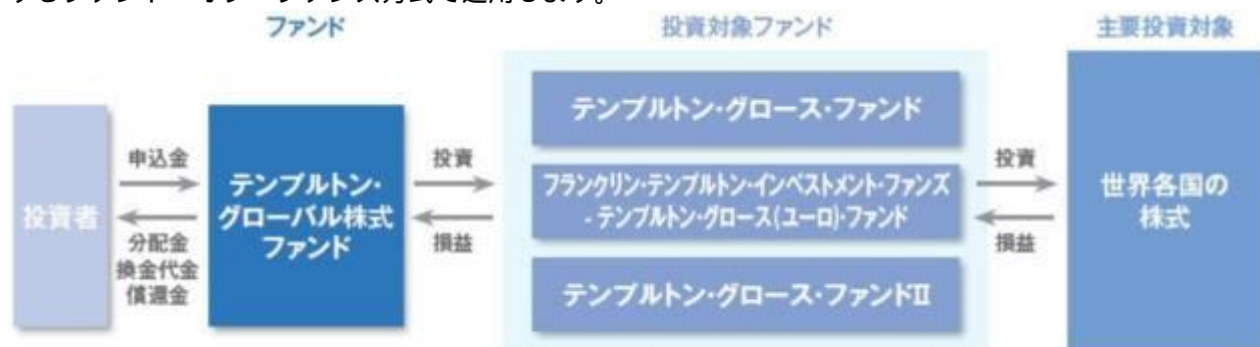 ファンド
投資対象ファンド
主要投資対象
投資者
申込金
分配金
換金代金
償還金
テンプルトン・
グローバル株式
ファンド
投資
損益
テンプルトン・グロース・ファンド
フランクリン・テンプルトン・インベストメント・ファンズ
- テンプルトン・グロース(ユーロ)・ファンド
テンプルトン・グロース・ファンドII
投資
損益
世界各国の
株式